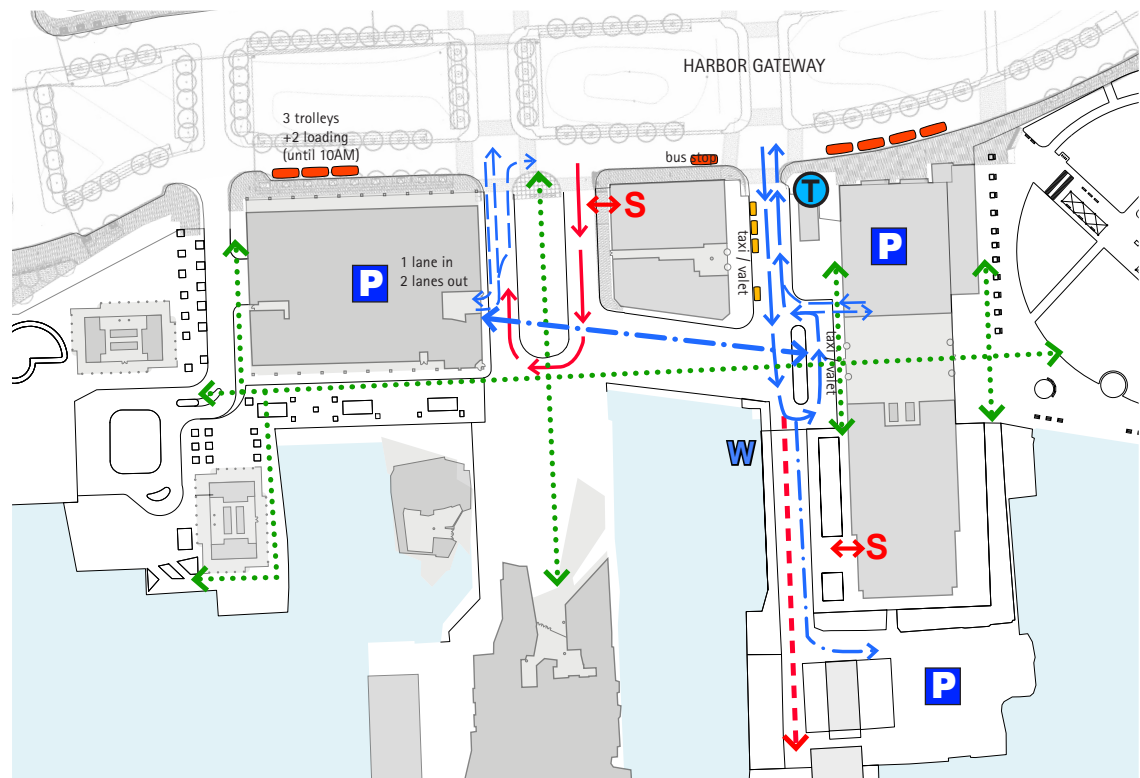 HARBOR GATEWAY
3 trolleys
+2 loading
(until 10AM)
bus stop
T
S
P
1 lane in
2 lanes out
taxi / valet
P
taxi / valet
W
S
P